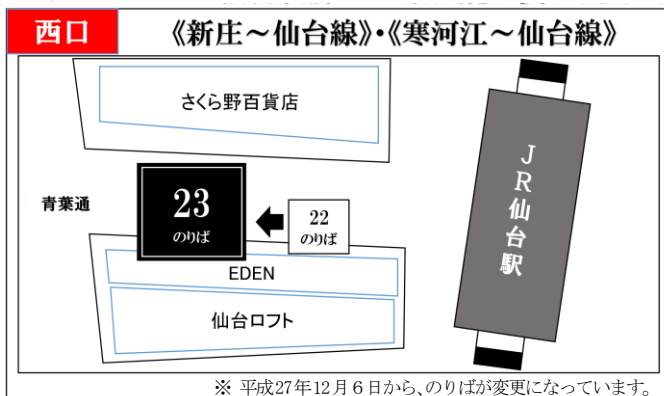 西口
《新庄～仙台線》・《寒河江～仙台線》
さくら野百貨店
青葉通
23
のりば
22
のりば
EDEN
仙台ロフト
JR仙台駅
※ 平成27年12月6日から、のりばが変更になっています。